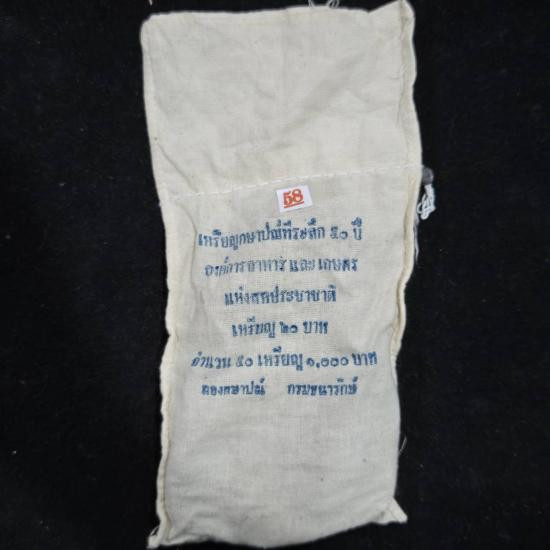 58
เหรียญกษาปณ์ที่ระลึก ๕๐ ปี
องค์การอาหาร และ เกษตร
แห่งสหประชาชาติ
เหรียญ ๒๐ บาท
จำนวน ๕๐ เหรียญ ๑,๐๐๐ บาท
กองกษาปณ์ กรมธนารักษ์